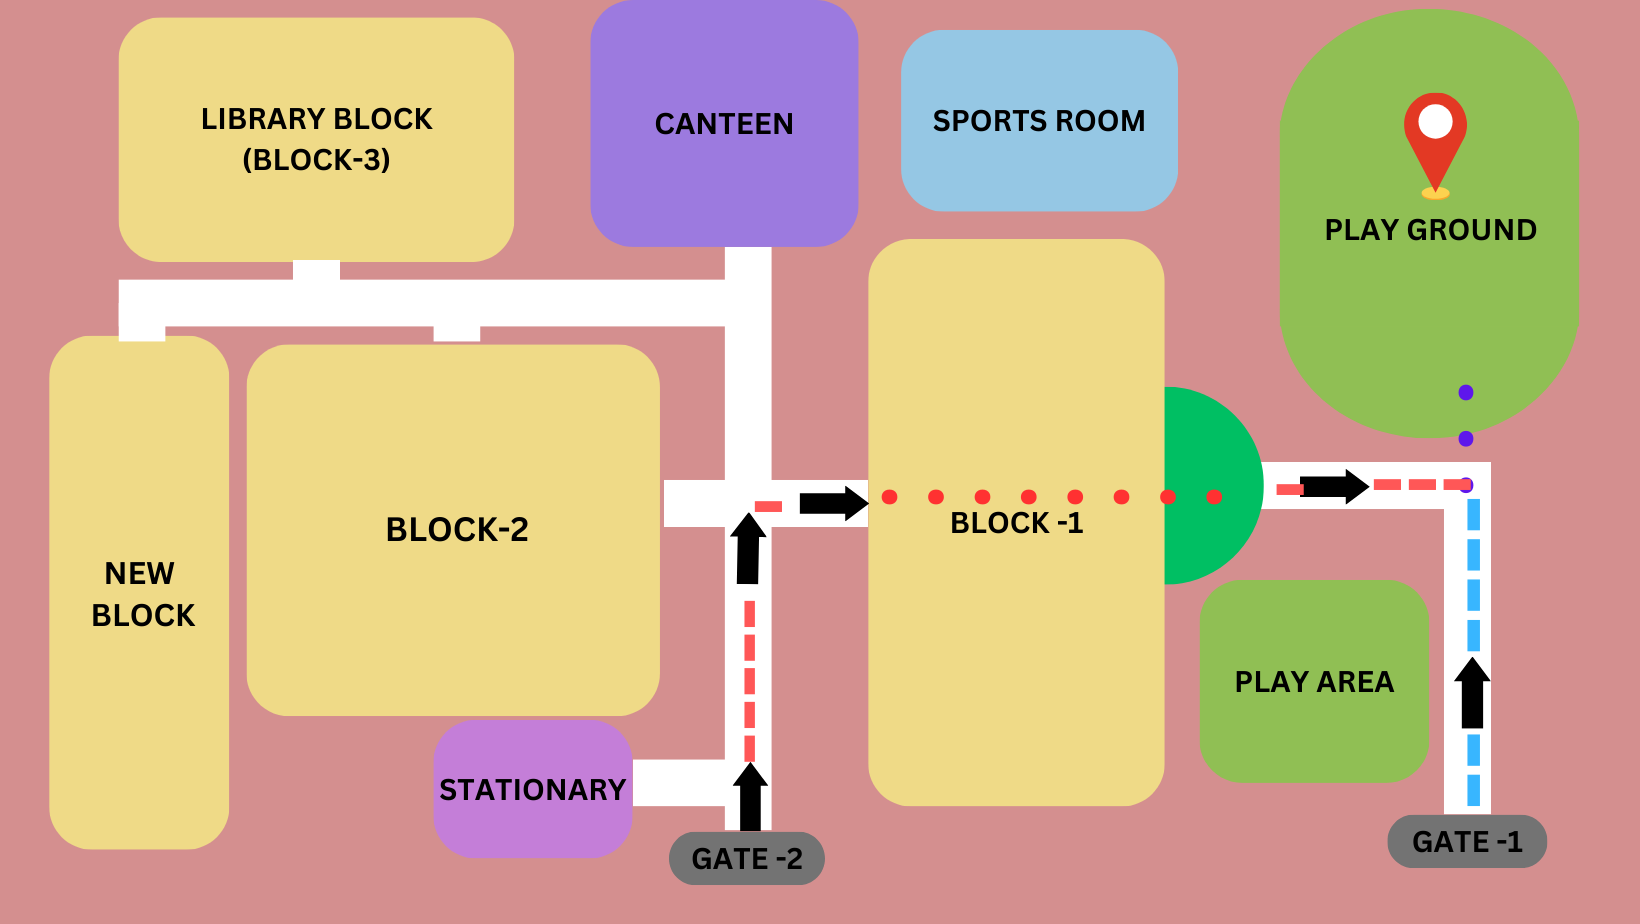 LIBRARY BLOCK
(BLOCK-3)
CANTEEN
SPORTS ROOM
PLAY GROUND
BLOCK-2
BLOCK -1
NEW
BLOCK
PLAY AREA
STATIONARY
GATE -2
GATE -1